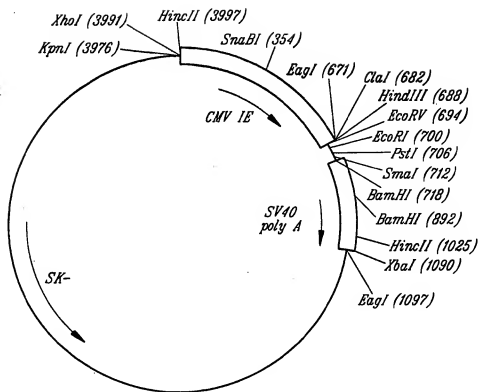 XhoI (3991)
HincII (3997)
KpnI (3976)
SnaBI (354)
EagI (671)
ClaI (682)
HindIII (688)
EcoRV (694)
EcoRI (700)
PstI (706)
SmaI (712)
BamHI (718)
BamHI (892)
HincII (1025)
XbaI (1090)
EagI (1097)
CMV IE
SV40
poly A
SK-